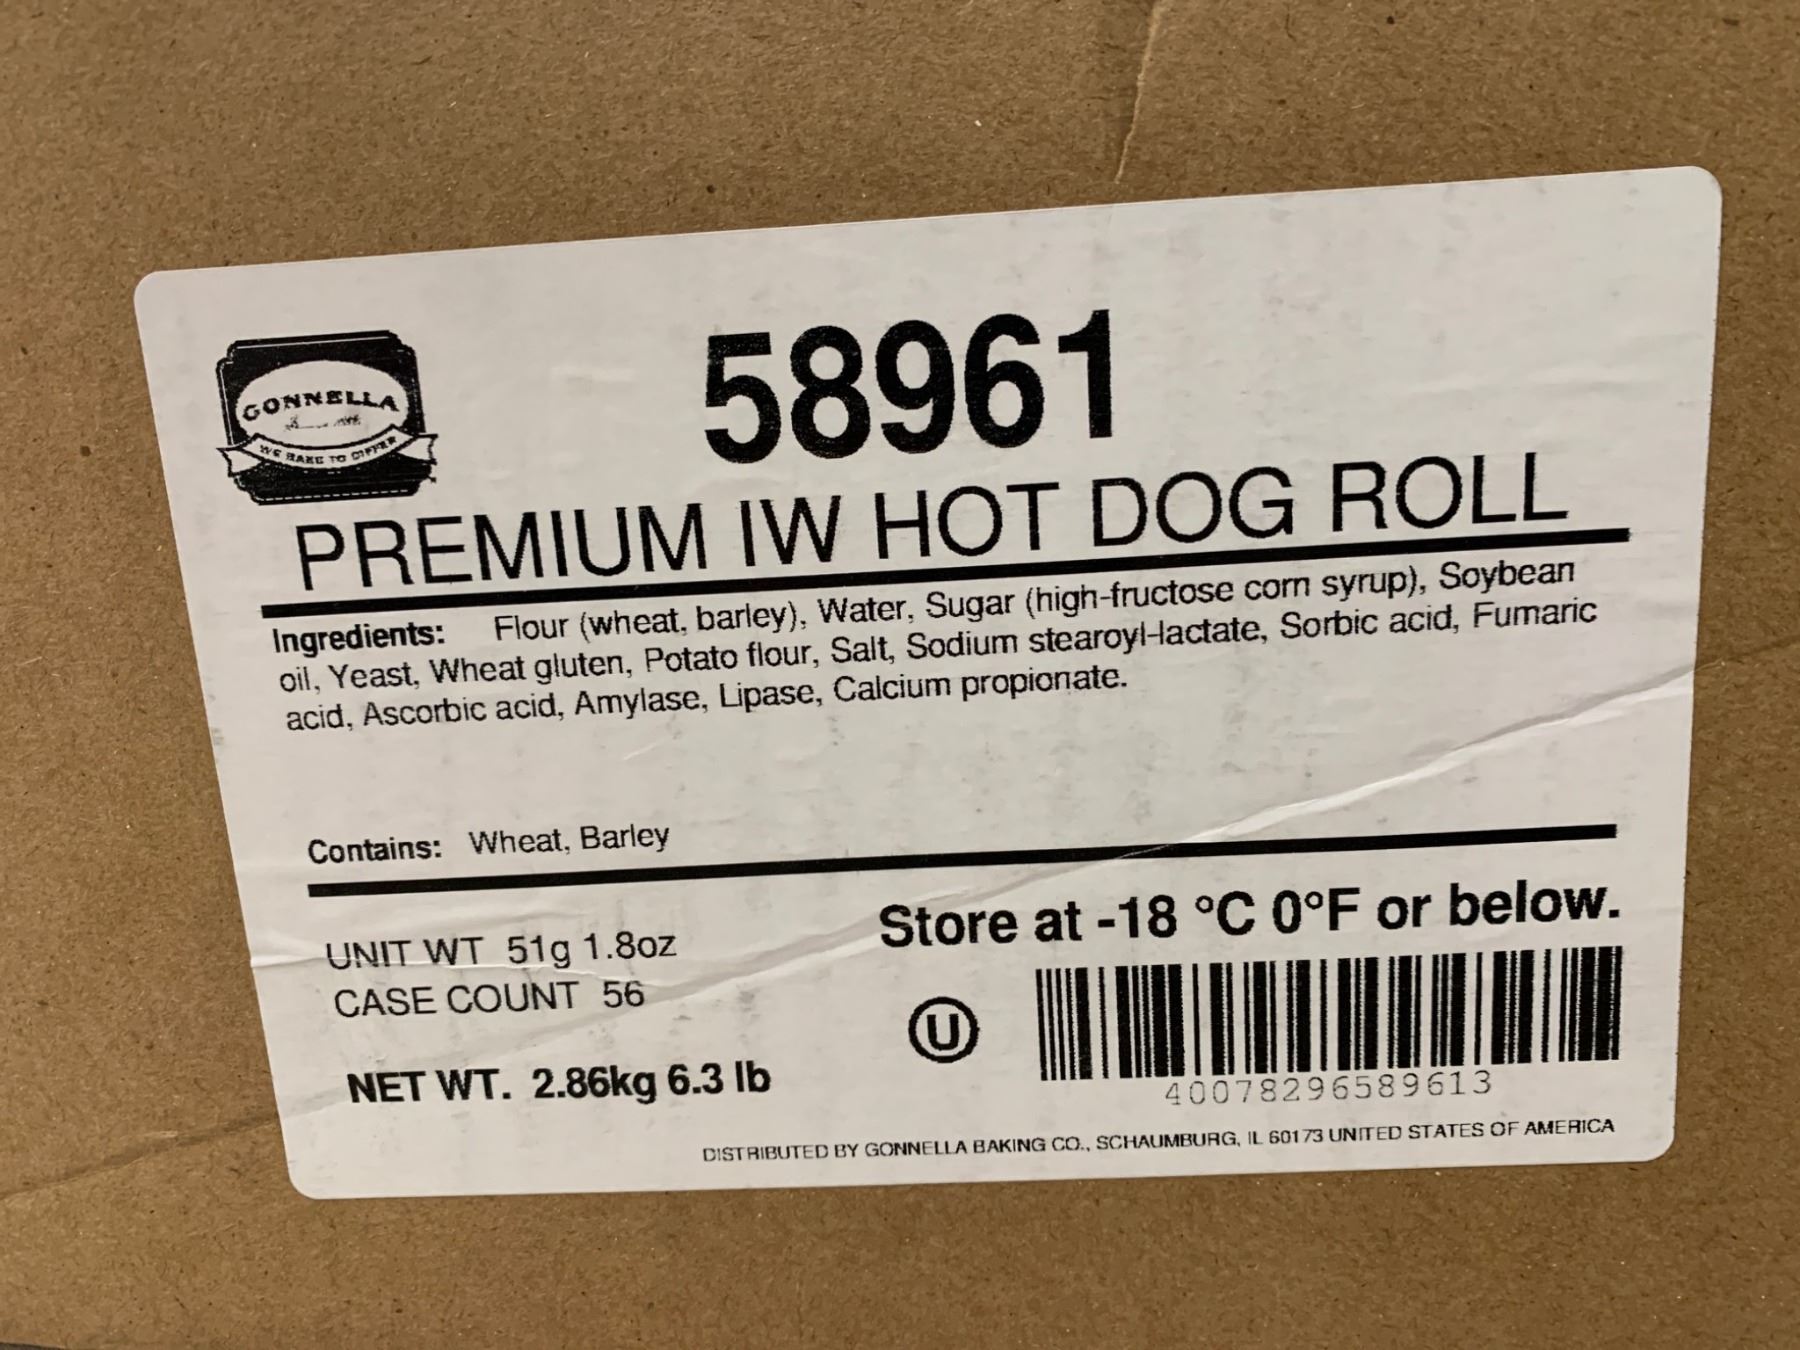 58961
GONNELLA
WE BAKE TO DIFFER
PREMIUM IW HOT DOG ROLL
Ingredients: Flour (wheat, barley), Water, Sugar (high-fructose corn syrup), Soybean
oil, Yeast, Wheat gluten, Potato flour, Salt, Sodium stearoyl-lactate, Sorbic acid, Fumaric
acid, Ascorbic acid, Amylase, Lipase, Calcium propionate.
Contains: Wheat, Barley
Store at -18 °C 0°F or below.
UNIT WT 51g 1.8oz
CASE COUNT 56
U
NET WT. 2.86kg 6.3 lb
40078296589613
DISTRIBUTED BY GONNELLA BAKING CO., SCHAUMBURG, IL 60173 UNITED STATES OF AMERICA